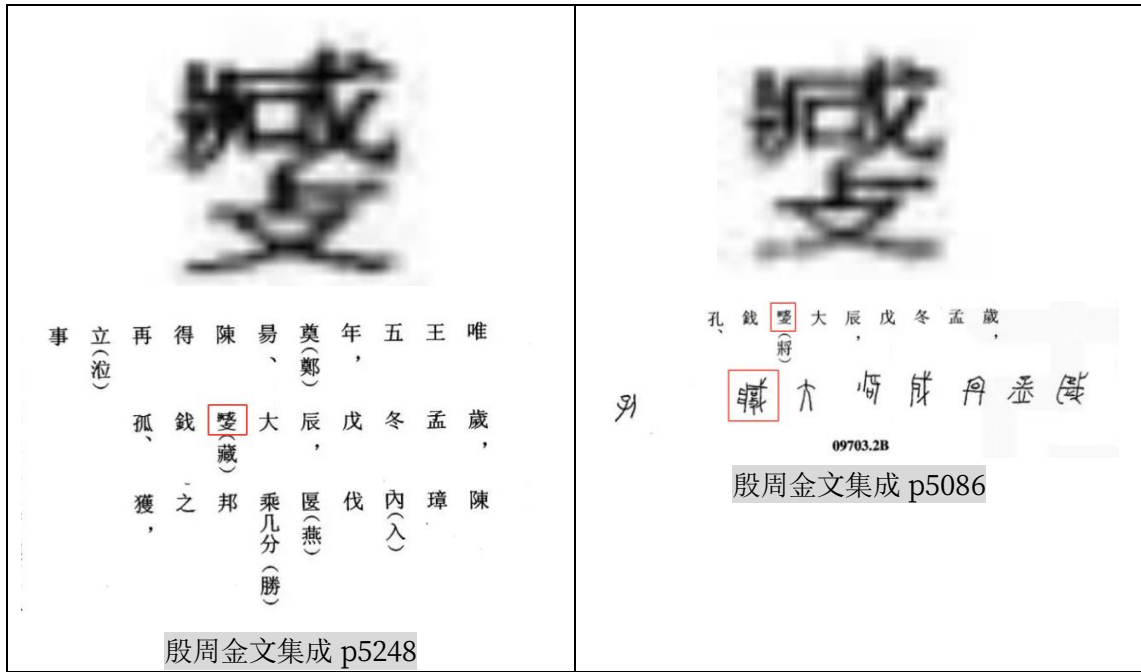 唯王五年，奠（鄭）易、陳得再立（涖）事
歲，孟冬戊辰，大（藏）錢孤、
陳璋內（入）伐匽（燕）乘几分（勝）邦之獲，
殷周金文集成 p5248
歲，孟冬戊辰，大（將）錢孔、
09703.2B
殷周金文集成 p5086